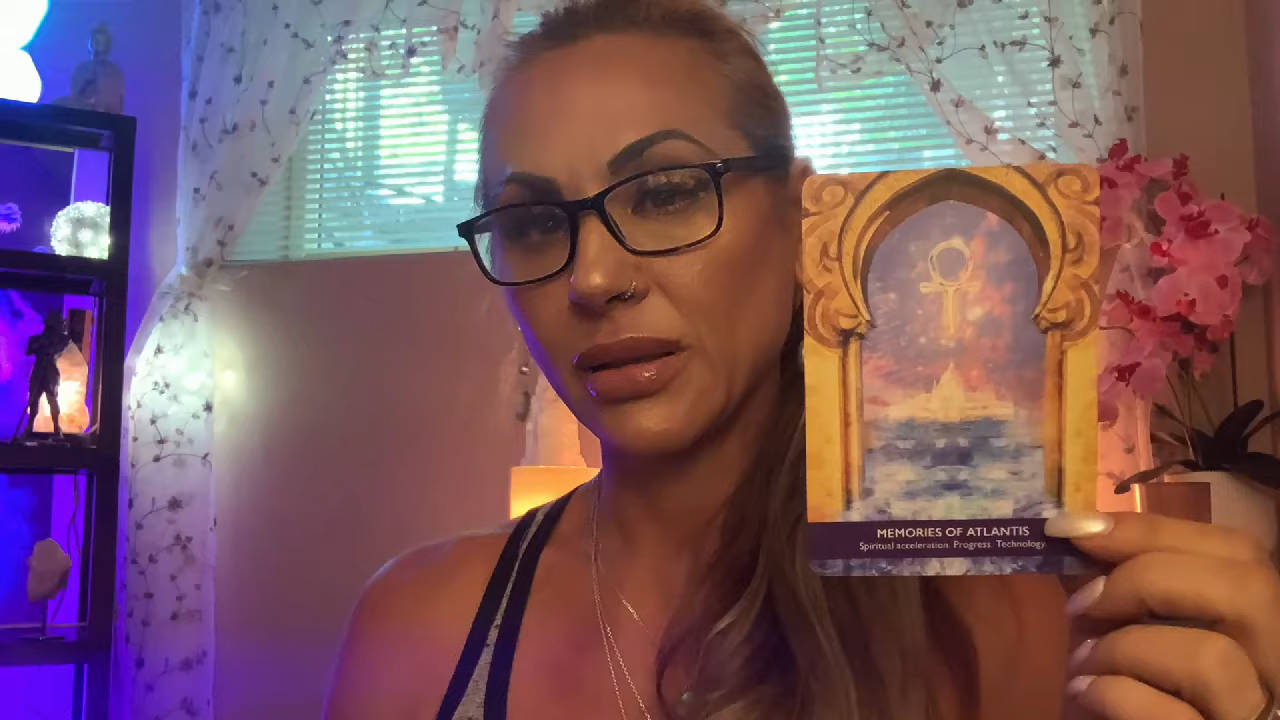 MEMORIES OF ATLANTIS
Spiritual acceleration. Progress. Technology.